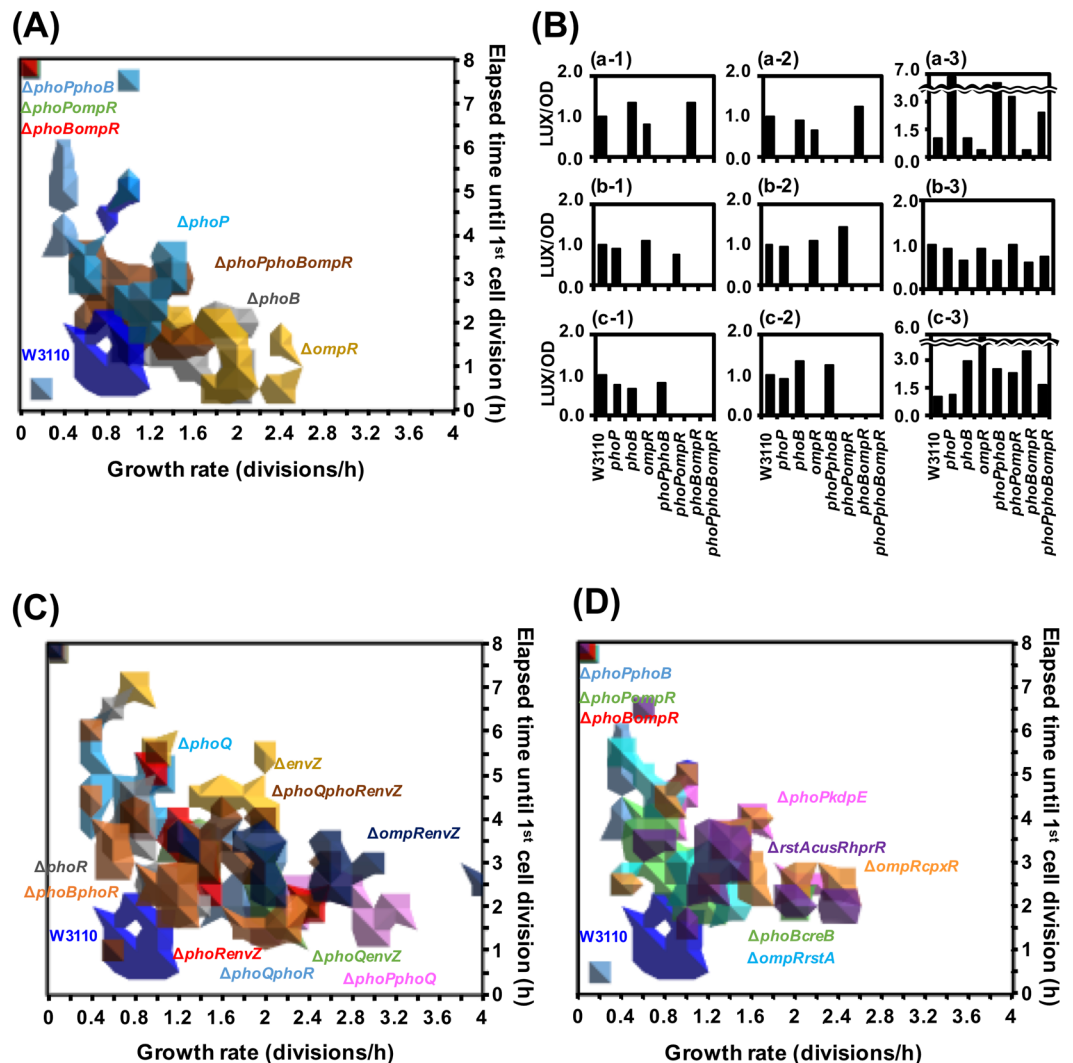 (A)
8
7
6
5
4
3
2
1
0
Elapsed time until 1st cell division (h)
ΔphoPphoB
ΔphoPompR
ΔphoBompR
ΔphoP
ΔphoPphoBompR
ΔphoB
ΔompR
W3110
0 0.4 0.8 1.2 1.6 2 2.4 2.8 3.2 3.6 4
Growth rate (divisions/h)
(B)
(a-1) (a-2) (a-3)
LUX/OD
2.0 2.0 7.0
1.0 1.0 3.0
1.5
0.0 0.0 0.0
(b-1) (b-2) (b-3)
LUX/OD
2.0 2.0 2.0
1.0 1.0 1.0
0.0 0.0 0.0
(c-1) (c-2) (c-3)
LUX/OD
2.0 2.0 6.0
1.0 1.0 3.0
1.5
0.0 0.0 0.0
W3110 phoP phoB ompR phoPphoB phoPompR phoBompR phoPphoBompR
W3110 phoP phoB ompR phoPphoB phoPompR phoBompR phoPphoBompR
W3110 phoP phoB ompR phoPphoB phoPompR phoBompR phoPphoBompR
(C)
8
7
6
5
4
3
2
1
0
Elapsed time until 1st cell division (h)
ΔphoQ
ΔenvZ
ΔphoQphoRenvZ
ΔompRenvZ
ΔphoR
ΔphoBphoR
W3110
ΔphoRenvZ
ΔphoQenvZ
ΔphoQphoR
ΔphoPphoQ
0 0.4 0.8 1.2 1.6 2 2.4 2.8 3.2 3.6 4
Growth rate (divisions/h)
(D)
8
7
6
5
4
3
2
1
0
Elapsed time until 1st cell division (h)
ΔphoPphoB
ΔphoPompR
ΔphoBompR
ΔphoPkdpE
ΔrstAcusRhprR
ΔompRcpxR
W3110
ΔphoBcreB
ΔompRrstA
0 0.4 0.8 1.2 1.6 2 2.4 2.8 3.2 3.6 4
Growth rate (divisions/h)